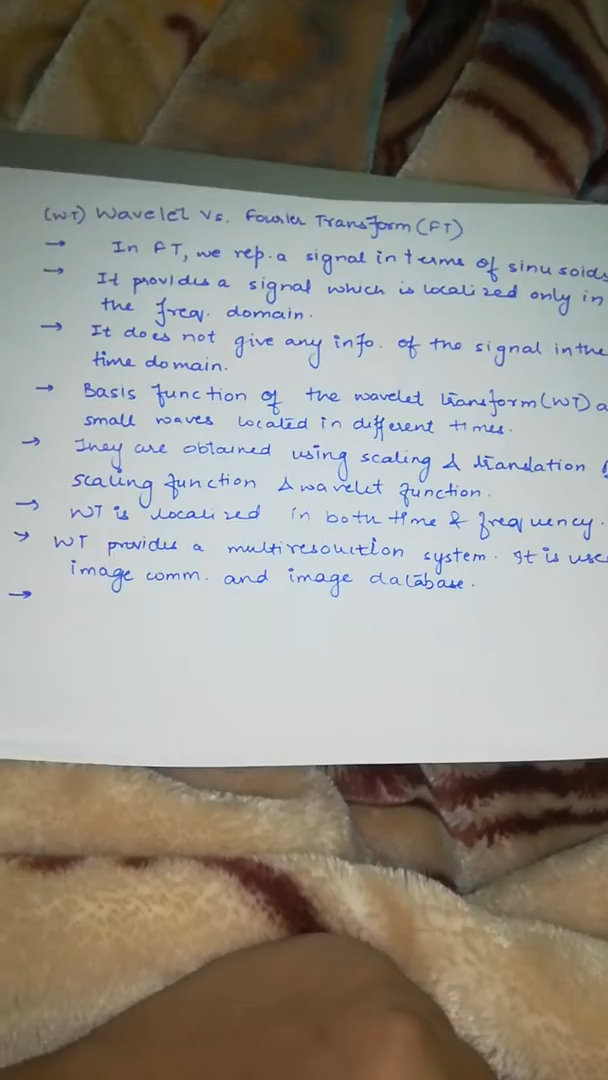 (WT) Wavelet Vs. Fourier Transform (FT)
→ In FT, we rep. a signal in terms of sinusoids
→ It provides a signal which is localized only in
the freq. domain.
→ It does not give any info. of the signal in the
time domain.
→ Basis function of the wavelet transform (WT) a
small waves located in different times.
→ They are obtained using scaling & translation
scaling function & wavelet function.
→ WT is localized in both time & frequency.
→ WT provides a multiresouction system. It is use
image comm. and image database.
→